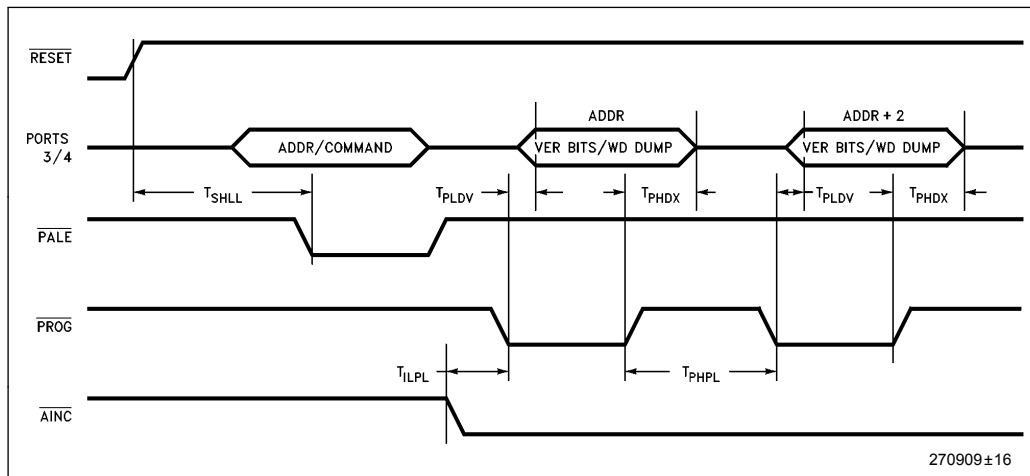 RESET
PORTS
3/4
ADDR/COMMAND
ADDR
VER BITS/WD DUMP
ADDR + 2
VER BITS/WD DUMP
TSHLL
TPLDV
TPHDX
TPLDV
TPHDX
PALE
PROG
TILPL
TPHPL
AINC
270909±16